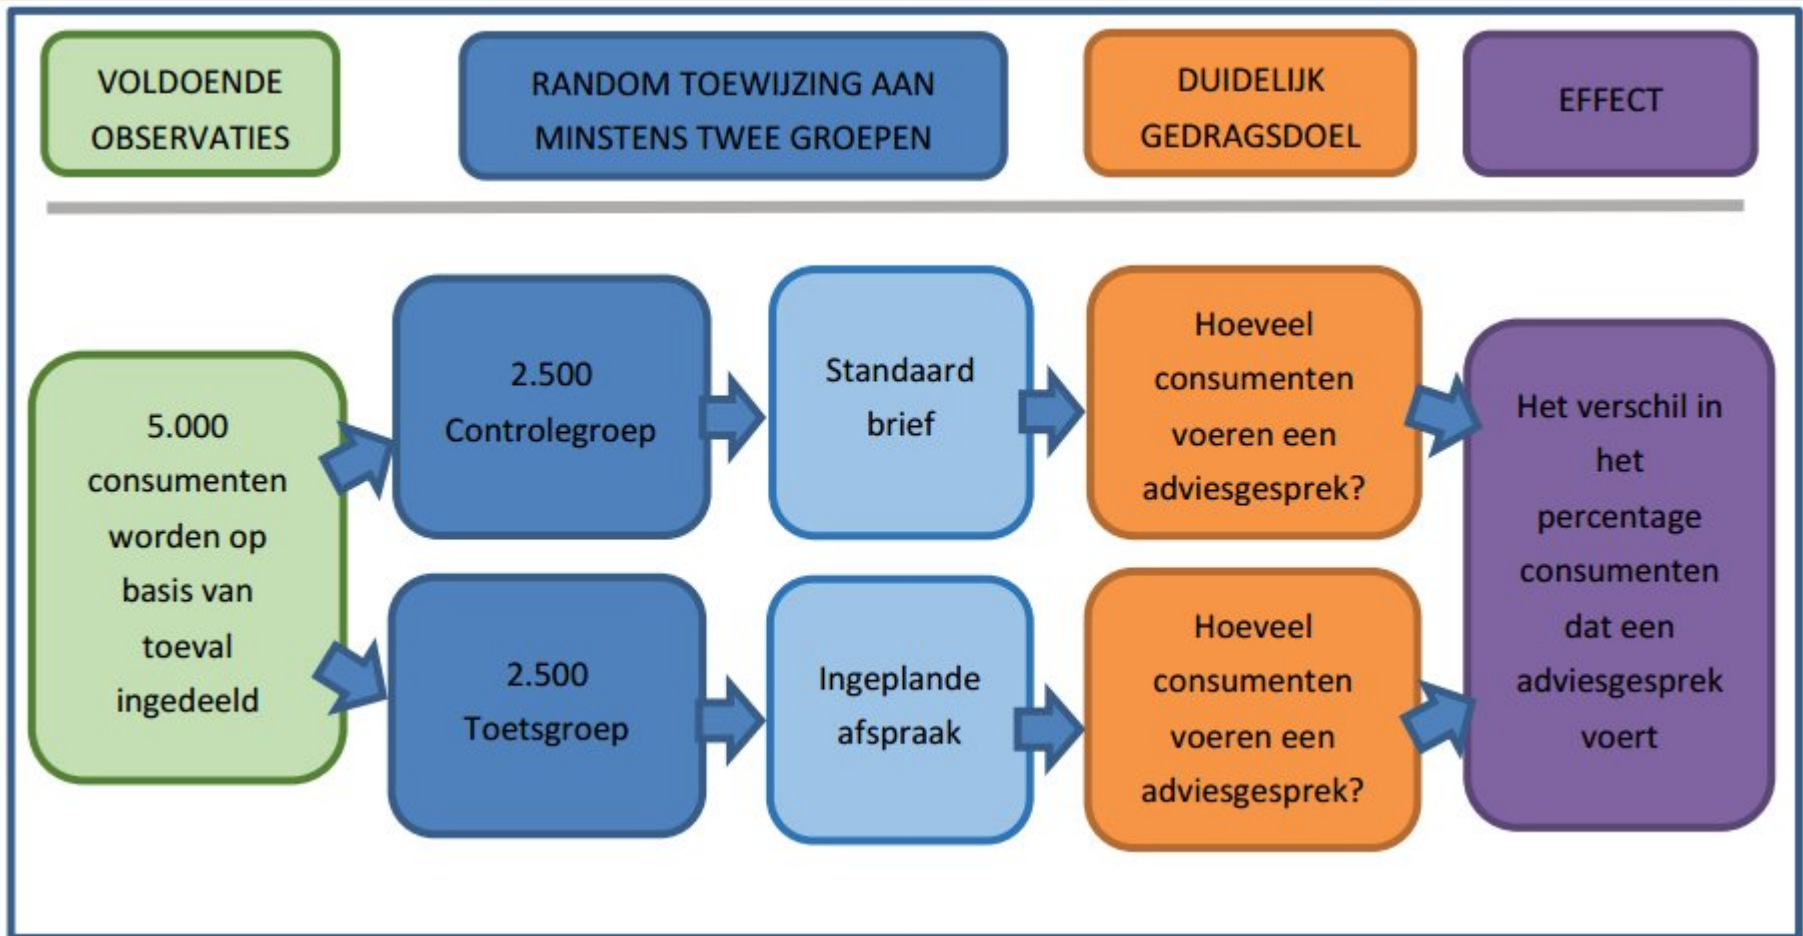 VOLDOENDE
OBSERVATIES
RANDOM TOEWIJZING AAN
MINSTENS TWEE GROEPEN
DUIDELIJK
GEDRAGSDOEL
EFFECT
5.000
consumenten
worden op
basis van
toeval
ingedeeld
2.500
Controlegroep
Standaard
brief
Hoeveel
consumenten
voeren een
adviesgesprek?
2.500
Toetsgroep
Ingeplande
afspraak
Hoeveel
consumenten
voeren een
adviesgesprek?
Het verschil in
het
percentage
consumenten
dat een
adviesgesprek
voert